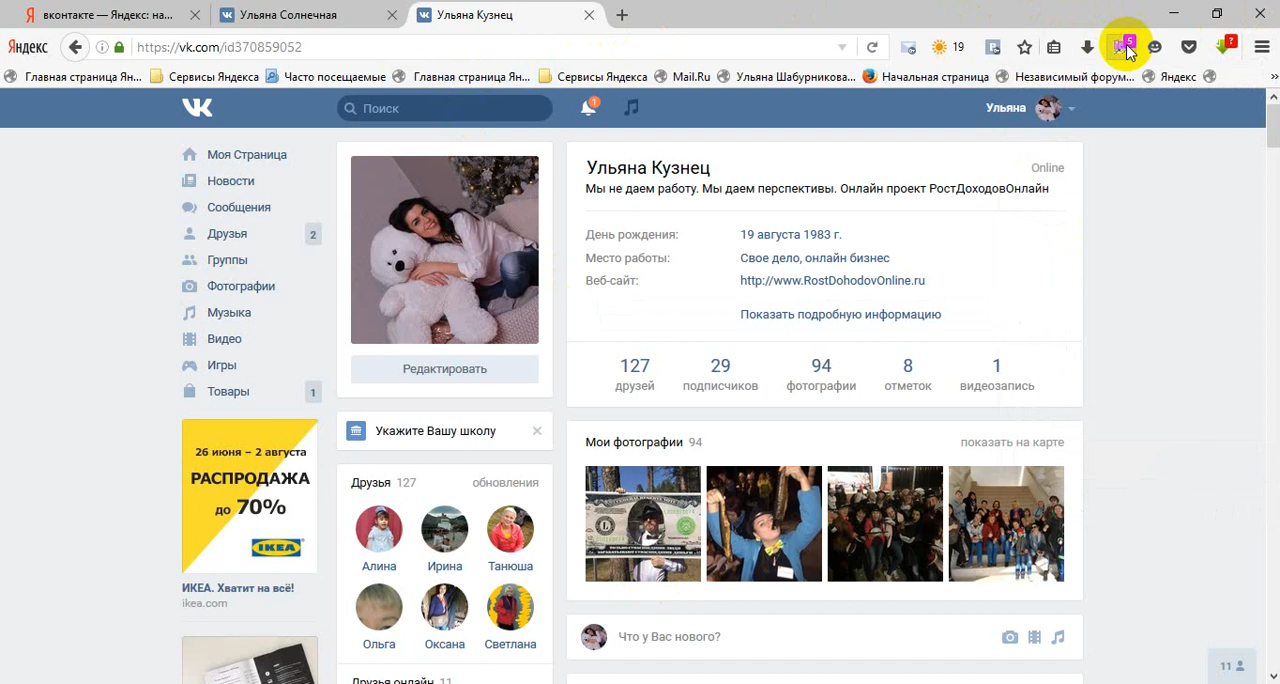 вконтакте — Яндекс: на...
Ульяна Солнечная
Ульяна Кузнец
Яндекс
https://vk.com/id370859052
19
5
?
Главная страница Ян...
Сервисы Яндекса
Часто посещаемые
Главная страница Ян...
Сервисы Яндекса
Mail.Ru
Ульяна Шабурникова...
Начальная страница
Независимый форум...
Яндекс
Поиск
1
Ульяна
Моя Страница
Новости
Сообщения
Друзья 2
Группы
Фотографии
Музыка
Видео
Игры
Товары 1
26 июня – 2 августа
РАСПРОДАЖА
до 70%
IKEA
ИКЕА. Хватит на всё!
ikea.com
Редактировать
Укажите Вашу школу
Друзья 127 обновления
Алина Ирина Танюша
Ольга Оксана Светлана
Друзья онлайн 11
Ульяна Кузнец
Online
Мы не даем работу. Мы даем перспективы. Онлайн проект РостДоходовОнлайн
День рождения: 19 августа 1983 г.
Место работы: Свое дело, онлайн бизнес
Веб-сайт: http://www.RostDohodovOnline.ru
Показать подробную информацию
127 29 94 8 1
друзей подписчиков фотографии отметок видеозапись
Мои фотографии 94 показать на карте
Что у Вас нового?
11